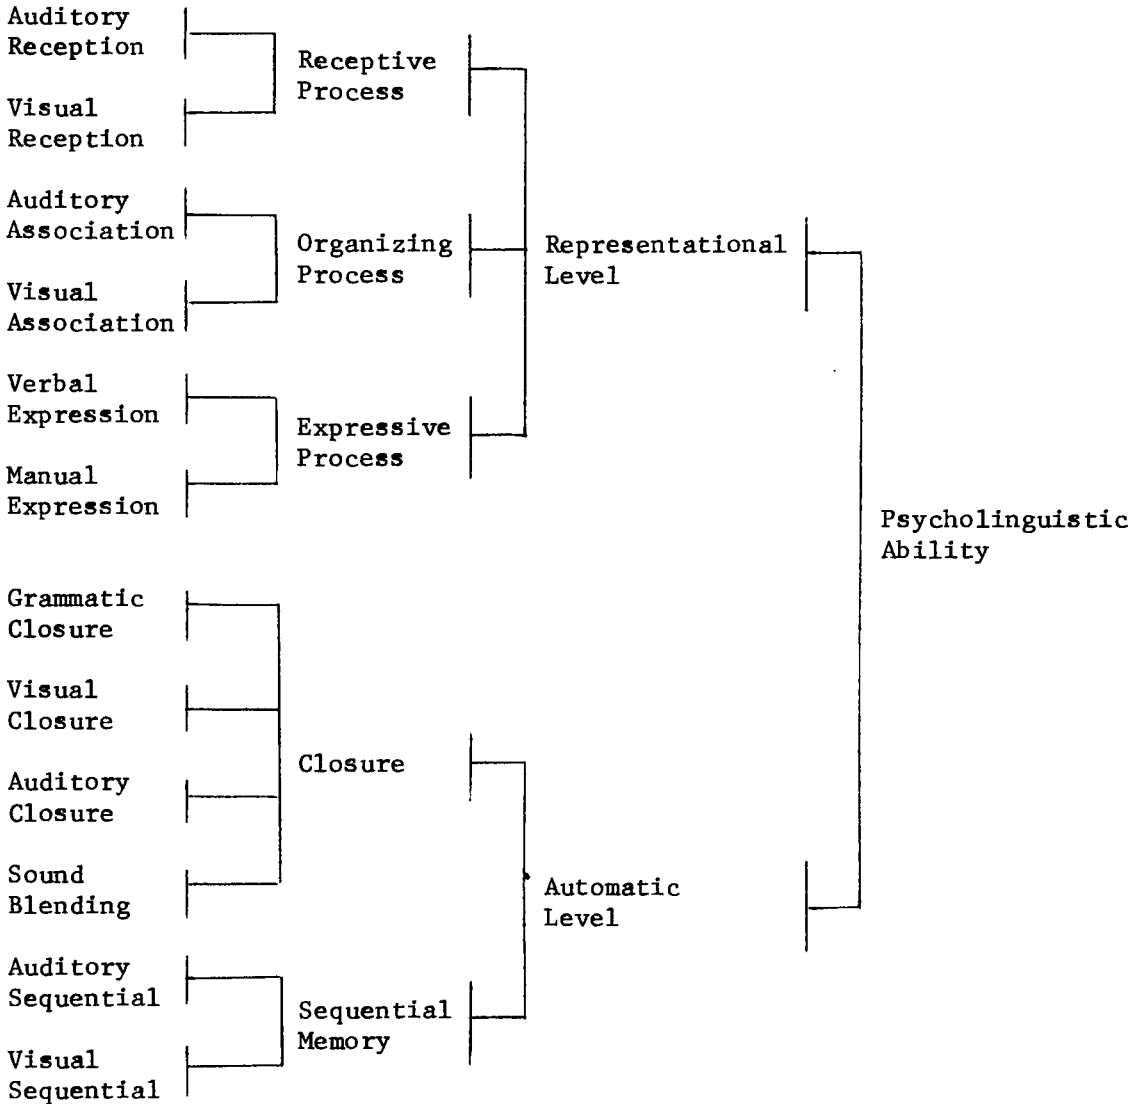 Auditory
Reception
Visual
Reception
Receptive
Process
Auditory
Association
Visual
Association
Organizing
Process
Verbal
Expression
Manual
Expression
Expressive
Process
Representational
Level
Grammatic
Closure
Visual
Closure
Auditory
Closure
Sound
Blending
Closure
Auditory
Sequential
Visual
Sequential
Sequential
Memory
Automatic
Level
Psycholinguistic
Ability